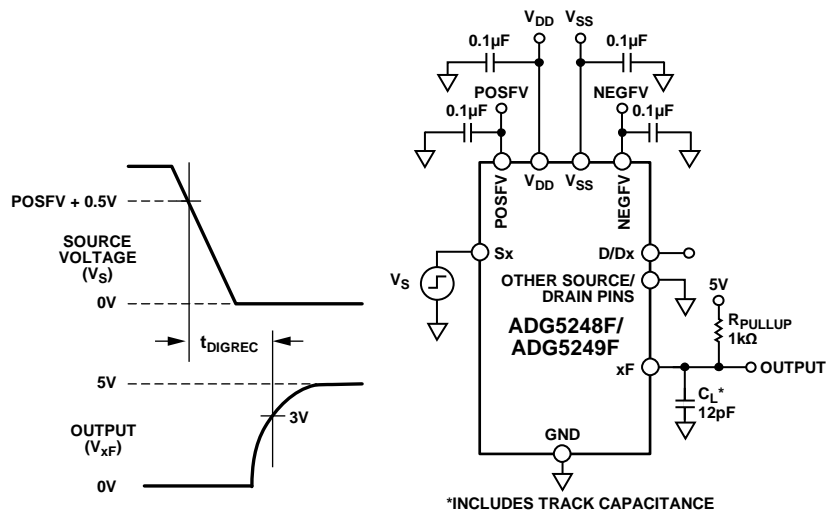 POSFV + 0.5V
SOURCE
VOLTAGE
(VS)
0V
tDIGREC
5V
OUTPUT
(VxF)
3V
0V
VDD
VSS
0.1µF
0.1µF
POSFV
NEGFV
0.1µF
0.1µF
POSFV
VDD
VSS
NEGFV
Sx
D/Dx
VS
OTHER SOURCE/
DRAIN PINS
5V
RPULLUP
1kΩ
ADG5248F/
ADG5249F
xF
OUTPUT
CL*
12pF
GND
*INCLUDES TRACK CAPACITANCE